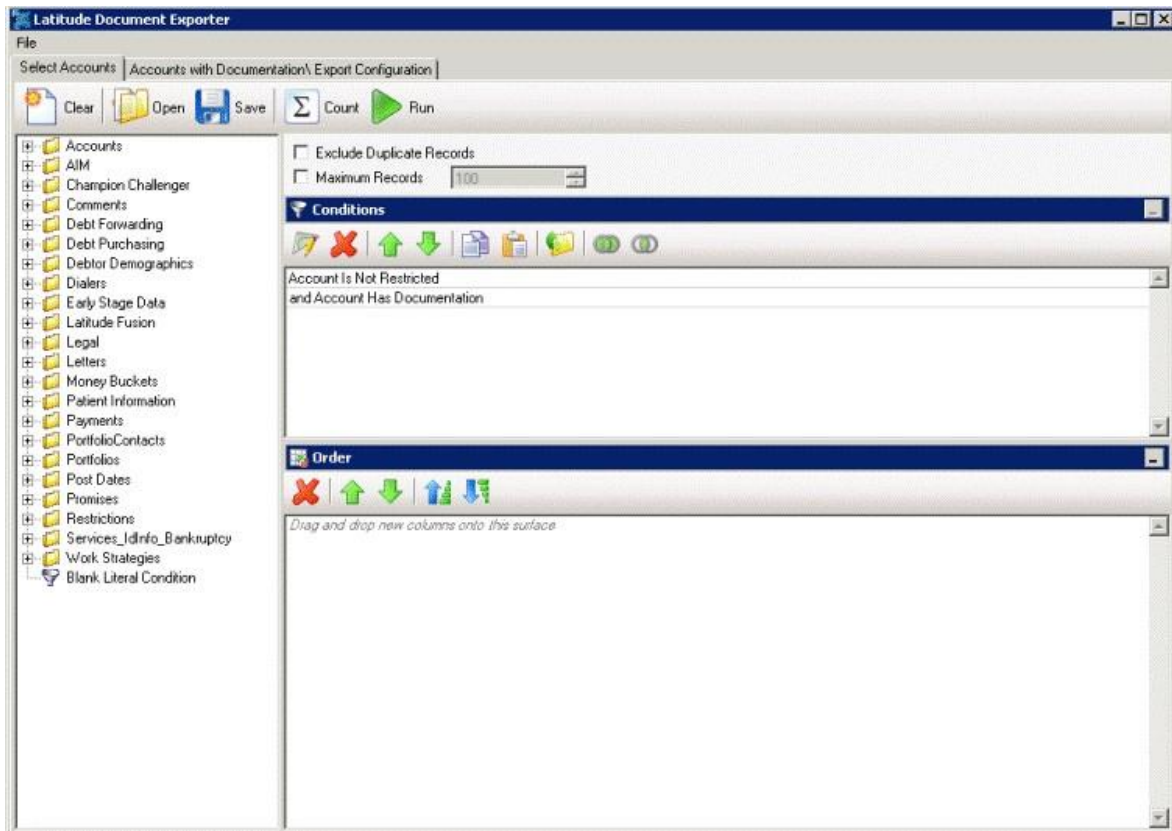 Latitude Document Exporter
File
Select Accounts
Accounts with Documentation\ Export Configuration
Clear
Open
Save
Count
Run
Accounts
AIM
Champion Challenger
Comments
Debt Forwarding
Debt Purchasing
Debtor Demographics
Dialers
Early Stage Data
Latitude Fusion
Legal
Letters
Money Buckets
Patient Information
Payments
PortfolioContacts
Portfolios
Post Dates
Promises
Restrictions
Services_IdInfo_Bankruptcy
Work Strategies
Blank Literal Condition
Exclude Duplicate Records
Maximum Records 100
Conditions
Account Is Not Restricted
and Account Has Documentation
Order
Drag and drop new columns onto this surface